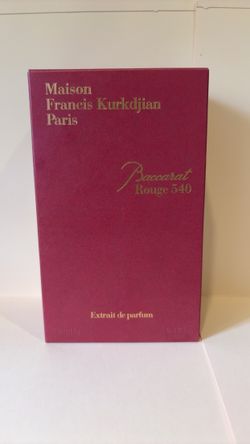 Maison
Francis Kurkdjian
Paris
Baccarat
Rouge 540
Extrait de parfum